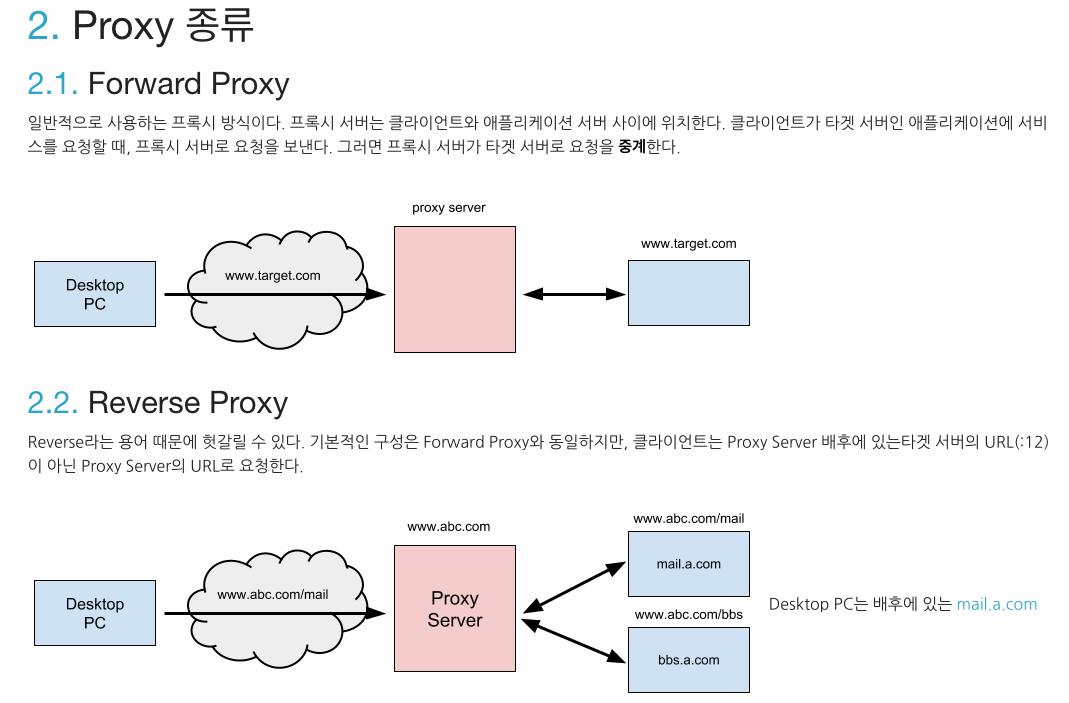 2. Proxy 종류
2.1. Forward Proxy
일반적으로 사용하는 프록시 방식이다. 프록시 서버는 클라이언트와 애플리케이션 서버 사이에 위치한다. 클라이언트가 타겟 서버인 애플리케이션에 서비
스를 요청할 때, 프록시 서버로 요청을 보낸다. 그러면 프록시 서버가 타겟 서버로 요청을 중계한다.
proxy server
www.target.com
Desktop
PC
www.target.com
2.2. Reverse Proxy
Reverse라는 용어 때문에 헛갈릴 수 있다. 기본적인 구성은 Forward Proxy와 동일하지만, 클라이언트는 Proxy Server 배후에 있는타겟 서버의 URL(:12)
이 아닌 Proxy Server의 URL로 요청한다.
www.abc.com
www.abc.com/mail
mail.a.com
Desktop
PC
www.abc.com/mail
Proxy
Server
www.abc.com/bbs
bbs.a.com
Desktop PC는 배후에 있는 mail.a.com